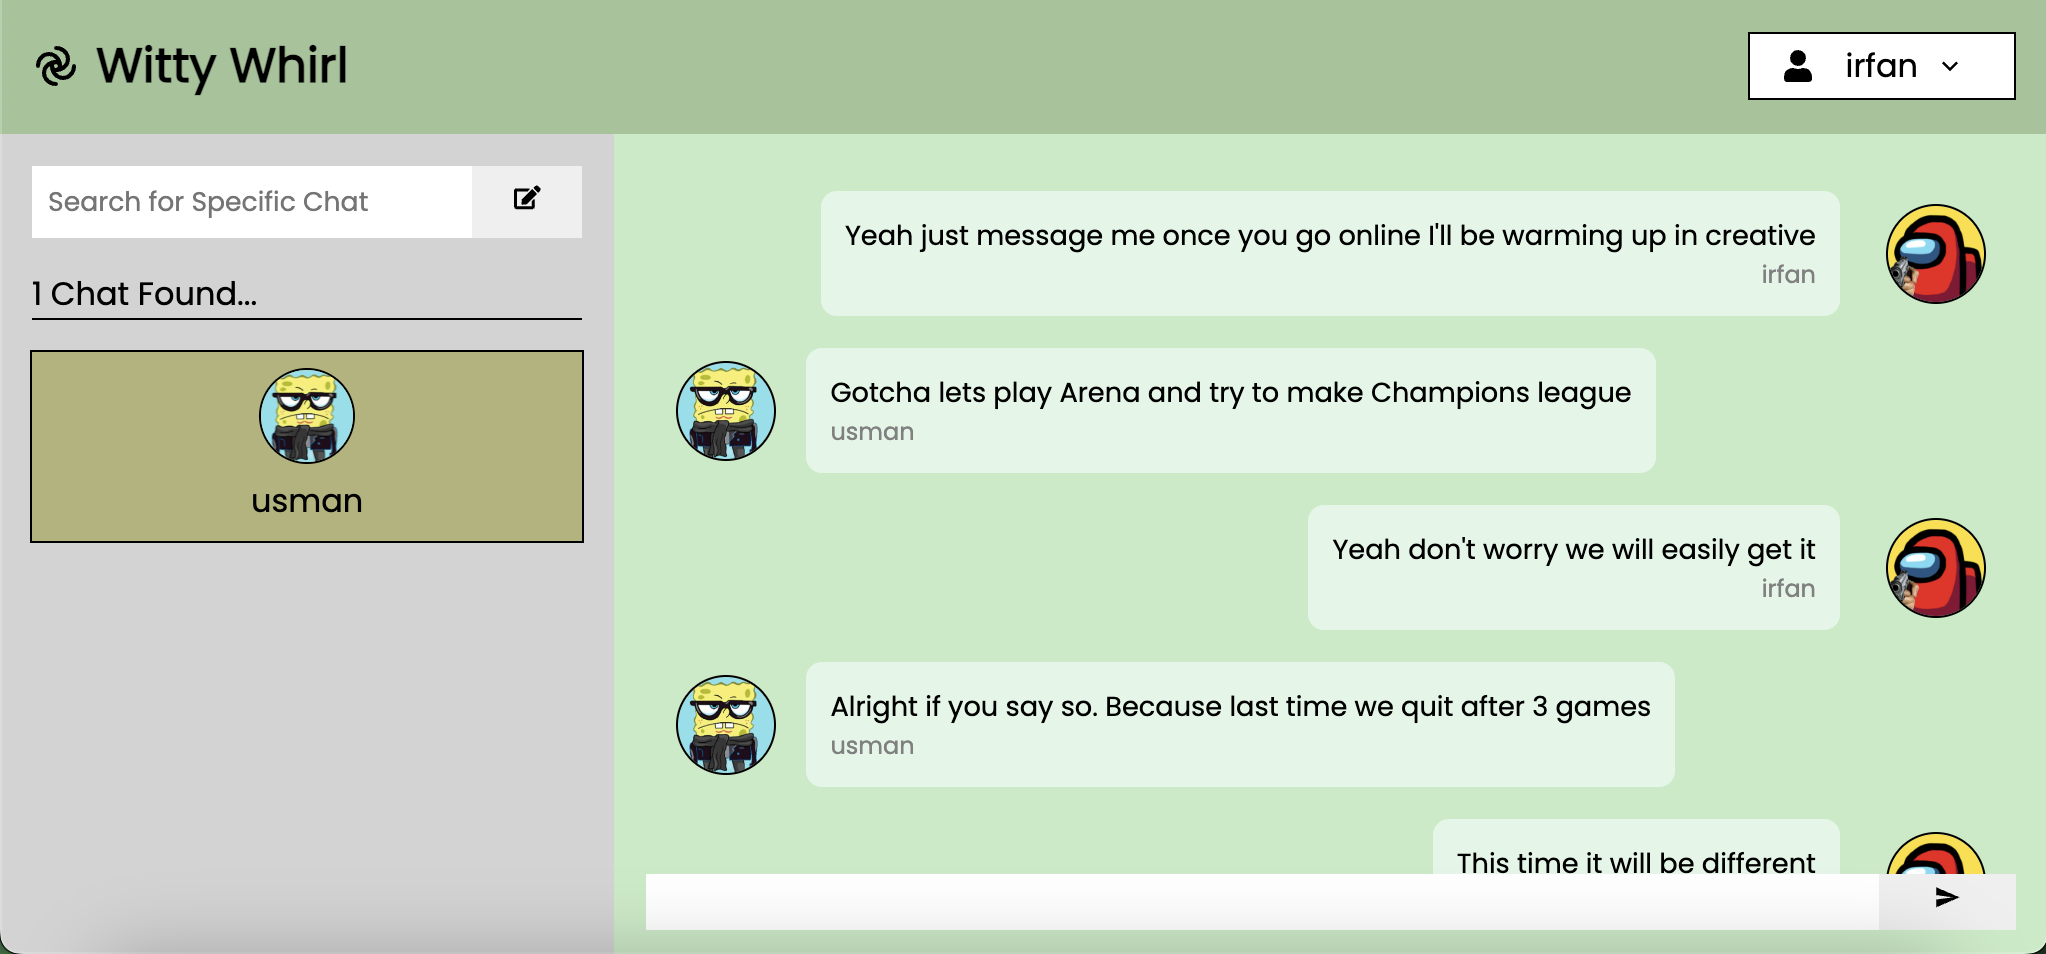 Witty Whirl
irfan
Search for Specific Chat
1 Chat Found...
usman
Yeah just message me once you go online I'll be warming up in creative
irfan
Gotcha lets play Arena and try to make Champions league
usman
Yeah don't worry we will easily get it
irfan
Alright if you say so. Because last time we quit after 3 games
usman
This time it will be different